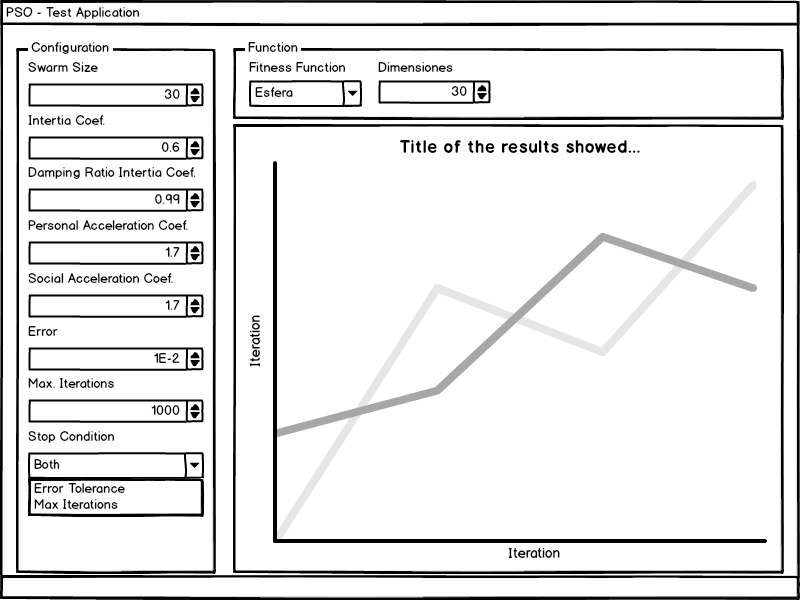 PSO - Test Application
Configuration
Swarm Size
30
Intertia Coef.
0.6
Damping Ratio Intertia Coef.
0.99
Personal Acceleration Coef.
1.7
Social Acceleration Coef.
1.7
Error
1E-2
Max. Iterations
1000
Stop Condition
Both
Error Tolerance
Max Iterations
Function
Fitness Function Dimensiones
Esfera 30
Title of the results showed...
Iteration
Iteration